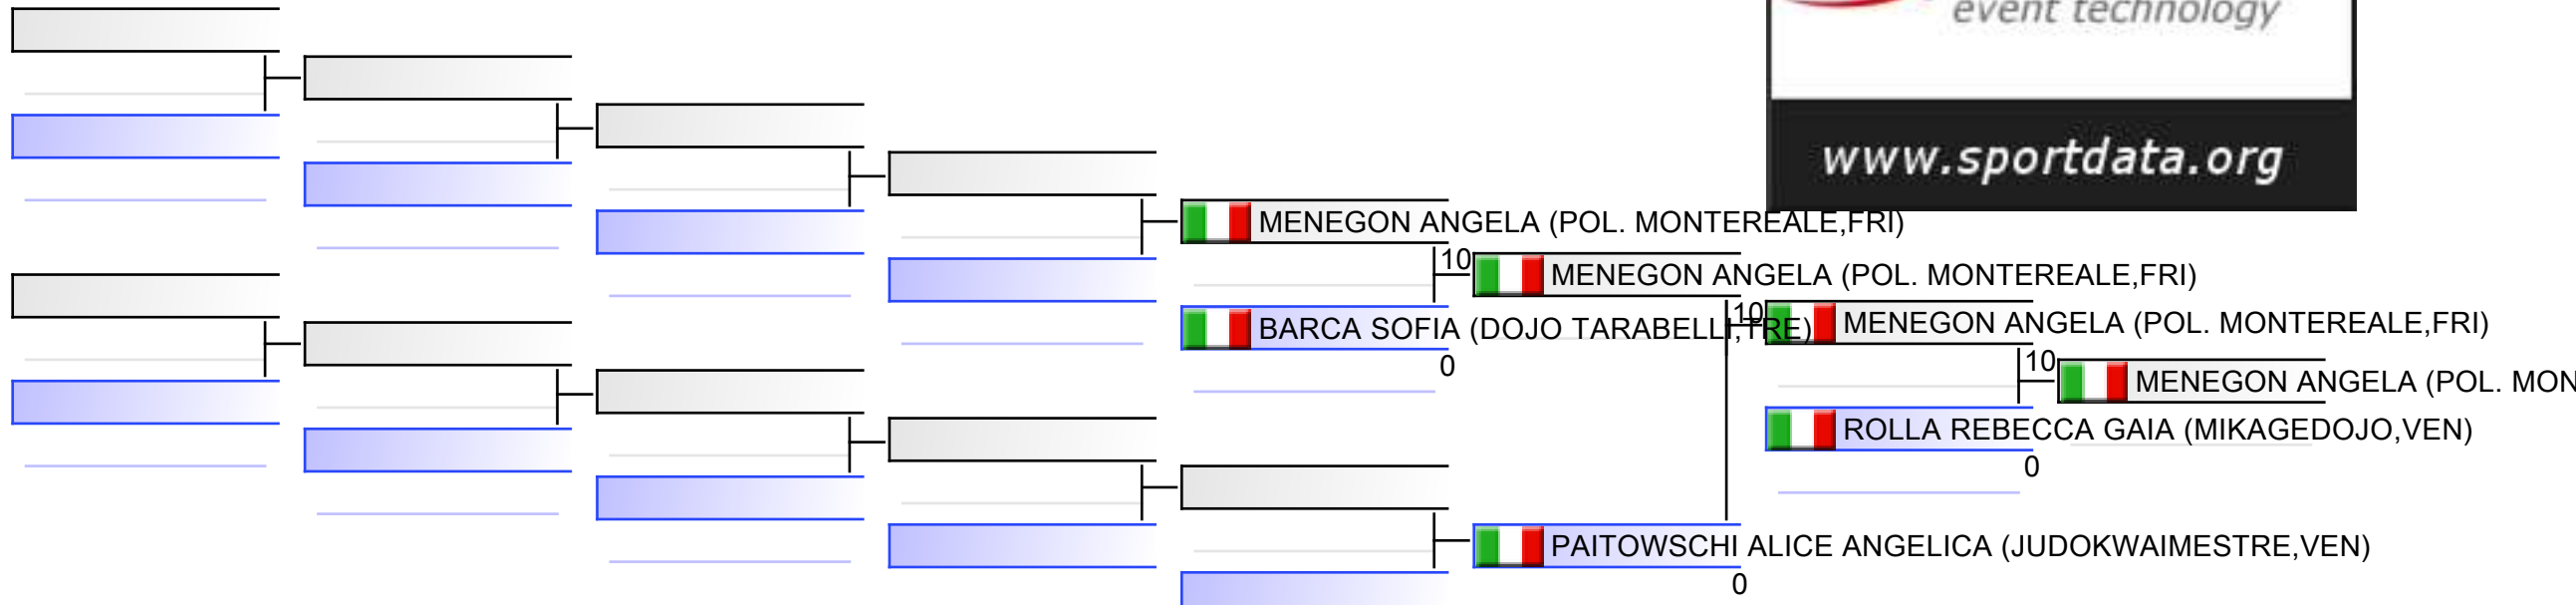 event technology
www.sportdata.org
MENEGON ANGELA (POL. MONTEREALE,FRI)
10
MENEGON ANGELA (POL. MONTEREALE,FRI)
BARCA SOFIA (DOJO TARABELLI,TRE)
0
10
MENEGON ANGELA (POL. MONTEREALE,FRI)
10
MENEGON ANGELA (POL. MON
ROLLA REBECCA GAIA (MIKAGEDOJO,VEN)
0
PAITOWSCHI ALICE ANGELICA (JUDOKWAIMESTRE,VEN)
0